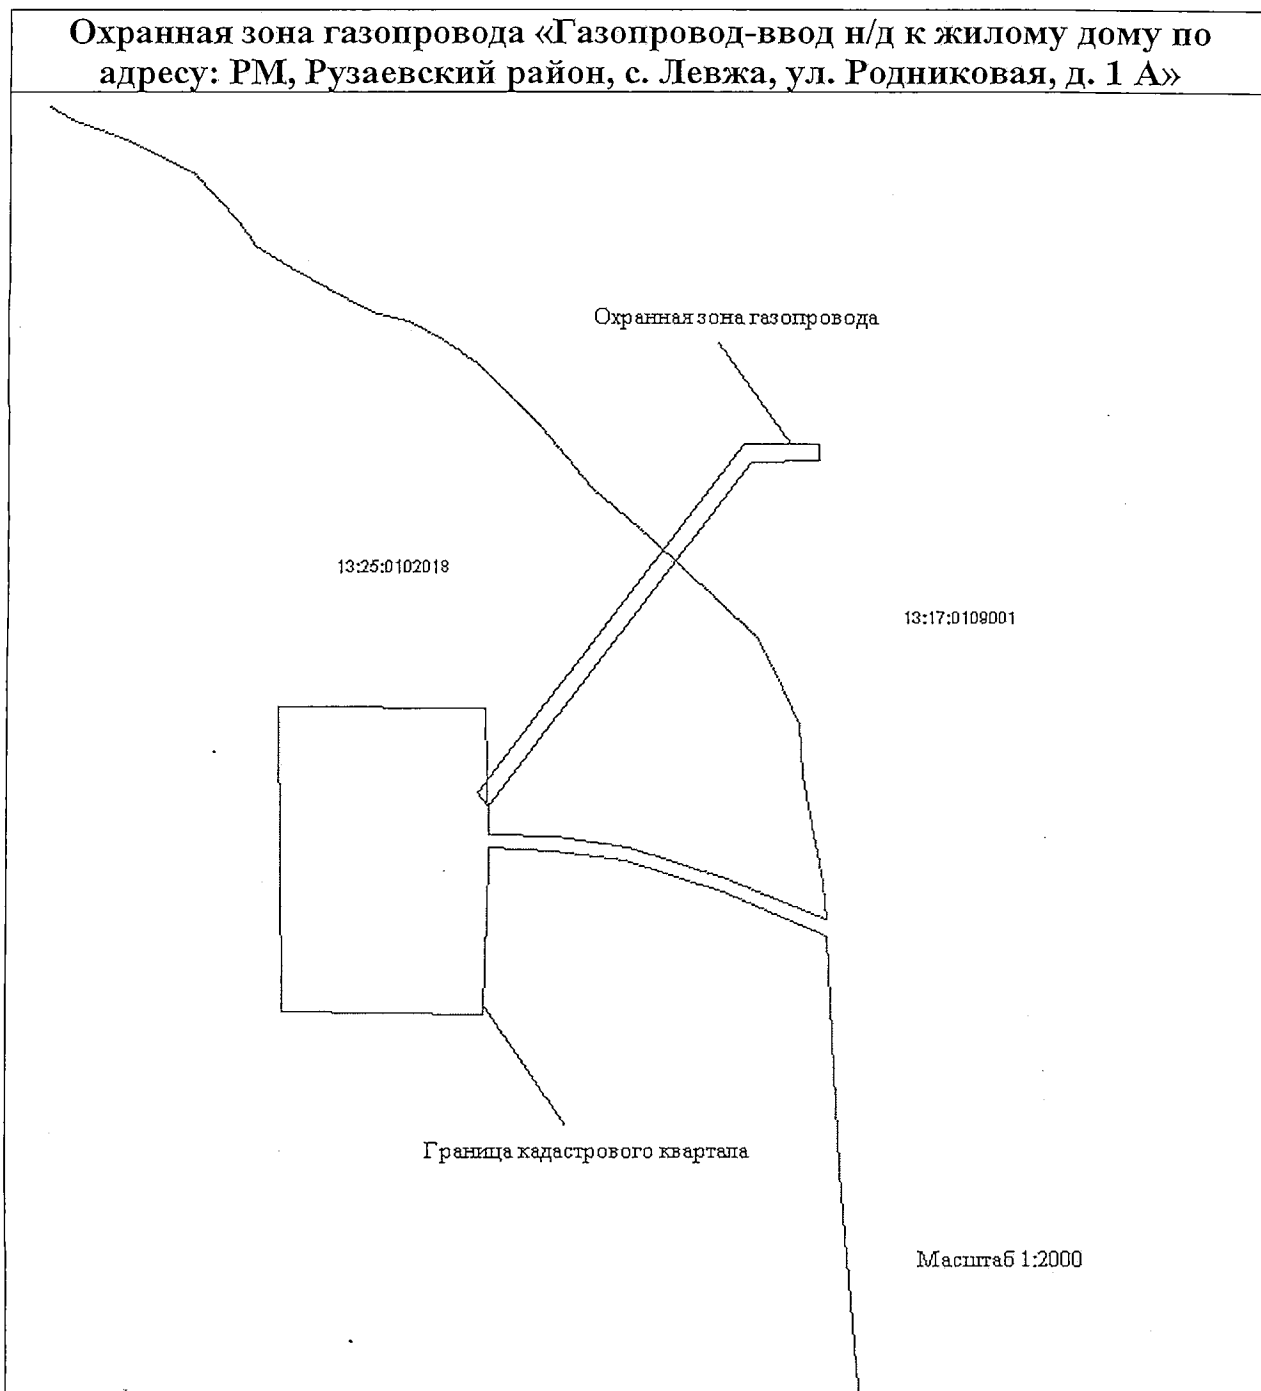 Охранная зона газопровода «Газопровод-ввод н/д к жилому дому по
адресу: РМ, Рузаевский район, с. Левжа, ул. Родниковая, д. 1 А»
Охранная зона газопровода
13:25:0102018
13:17:0109001
Граница кадастрового квартала
Масштаб 1:2000